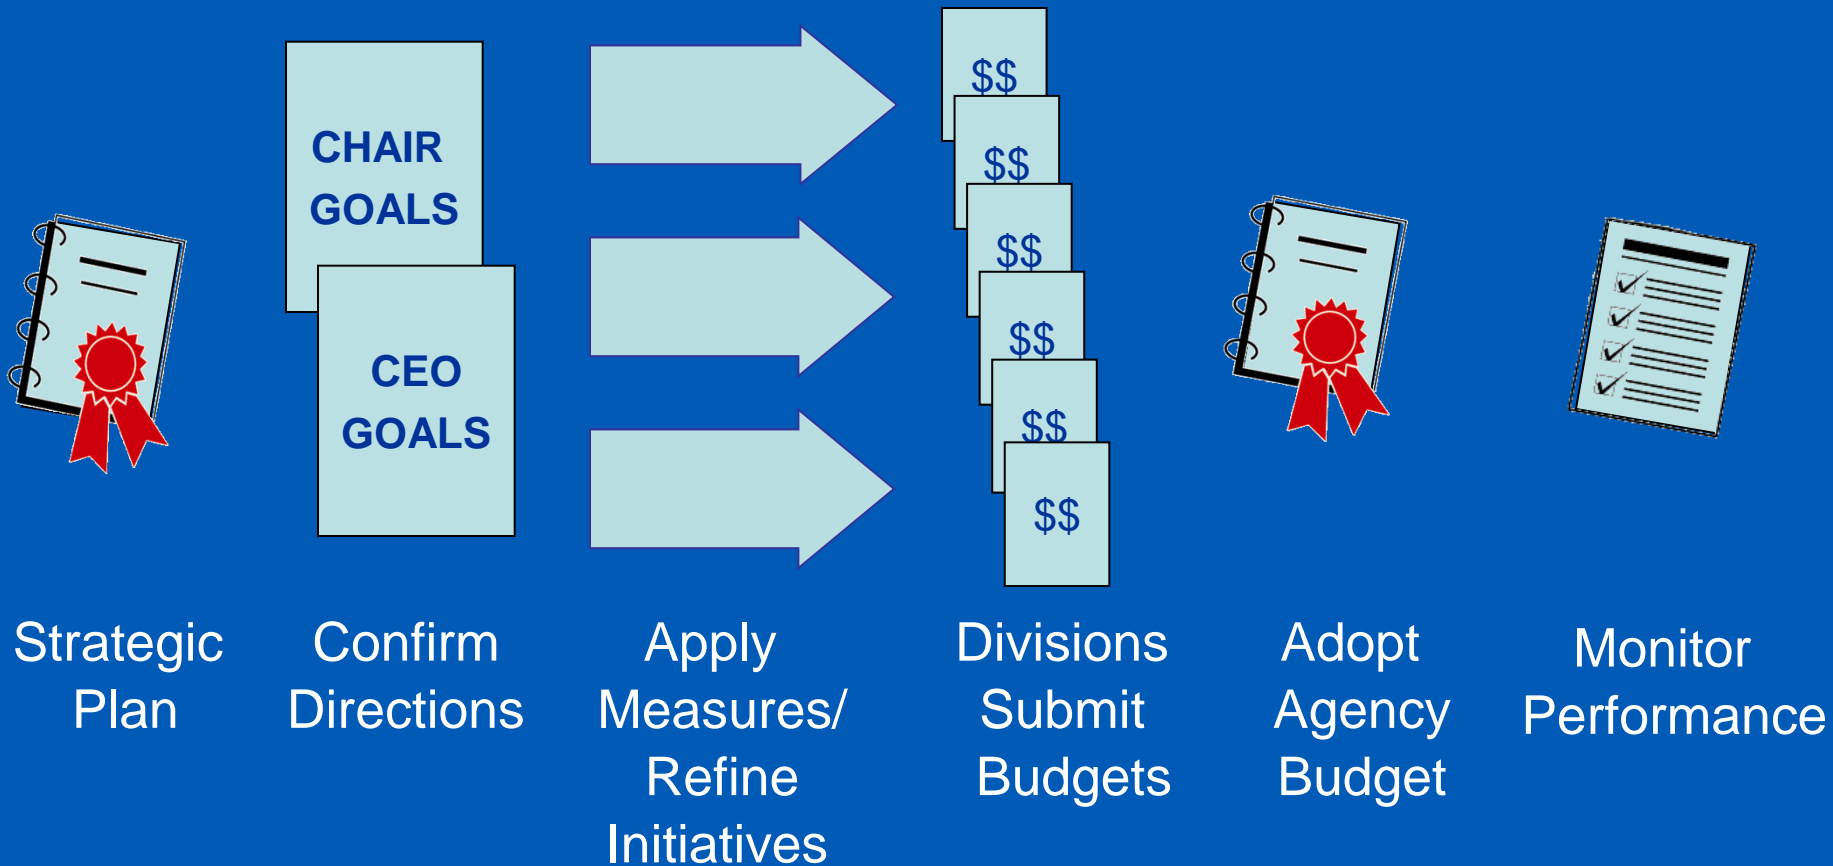 CHAIR
GOALS
CEO
GOALS
$$
$$
$$
$$
$$
$$
Strategic
Plan
Confirm
Directions
Apply
Measures/
Refine
Initiatives
Divisions
Submit
Budgets
Adopt
Agency
Budget
Monitor
Performance